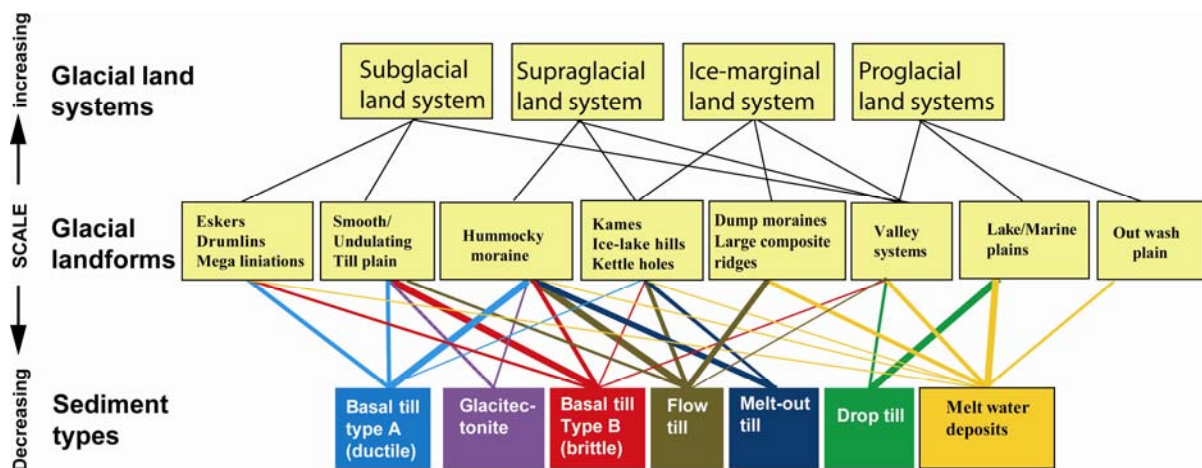 increasing
SCALE
Decreasing
Glacial land
systems
Subglacial
land system
Supraglacial
land system
Ice-marginal
land system
Proglacial
land systems
Glacial
landforms
Eskers
Drumlins
Mega liniations
Smooth/
Undulating
Till plain
Hummocky
moraine
Kames
Ice-lake hills
Kettle holes
Dump moraines
Large composite
ridges
Valley
systems
Lake/Marine
plains
Out wash
plain
Sediment
types
Basal till
type A
(ductile)
Glacitec-
tonite
Basal till
Type B
(brittle)
Flow
till
Melt-out
till
Drop till
Melt water
deposits